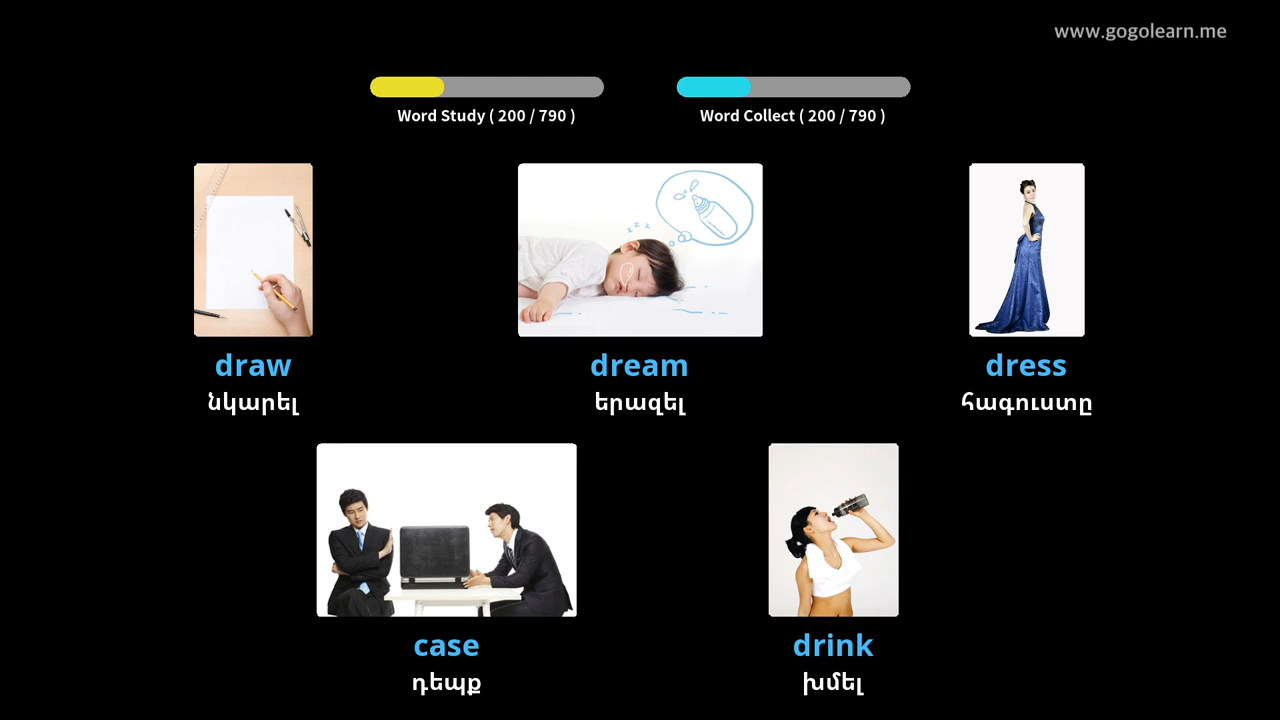 www.gogolearn.me
Word Study ( 200 / 790 )
Word Collect ( 200 / 790 )
draw
նկարել
dream
երազել
dress
հագուստը
case
դեպք
drink
խմել